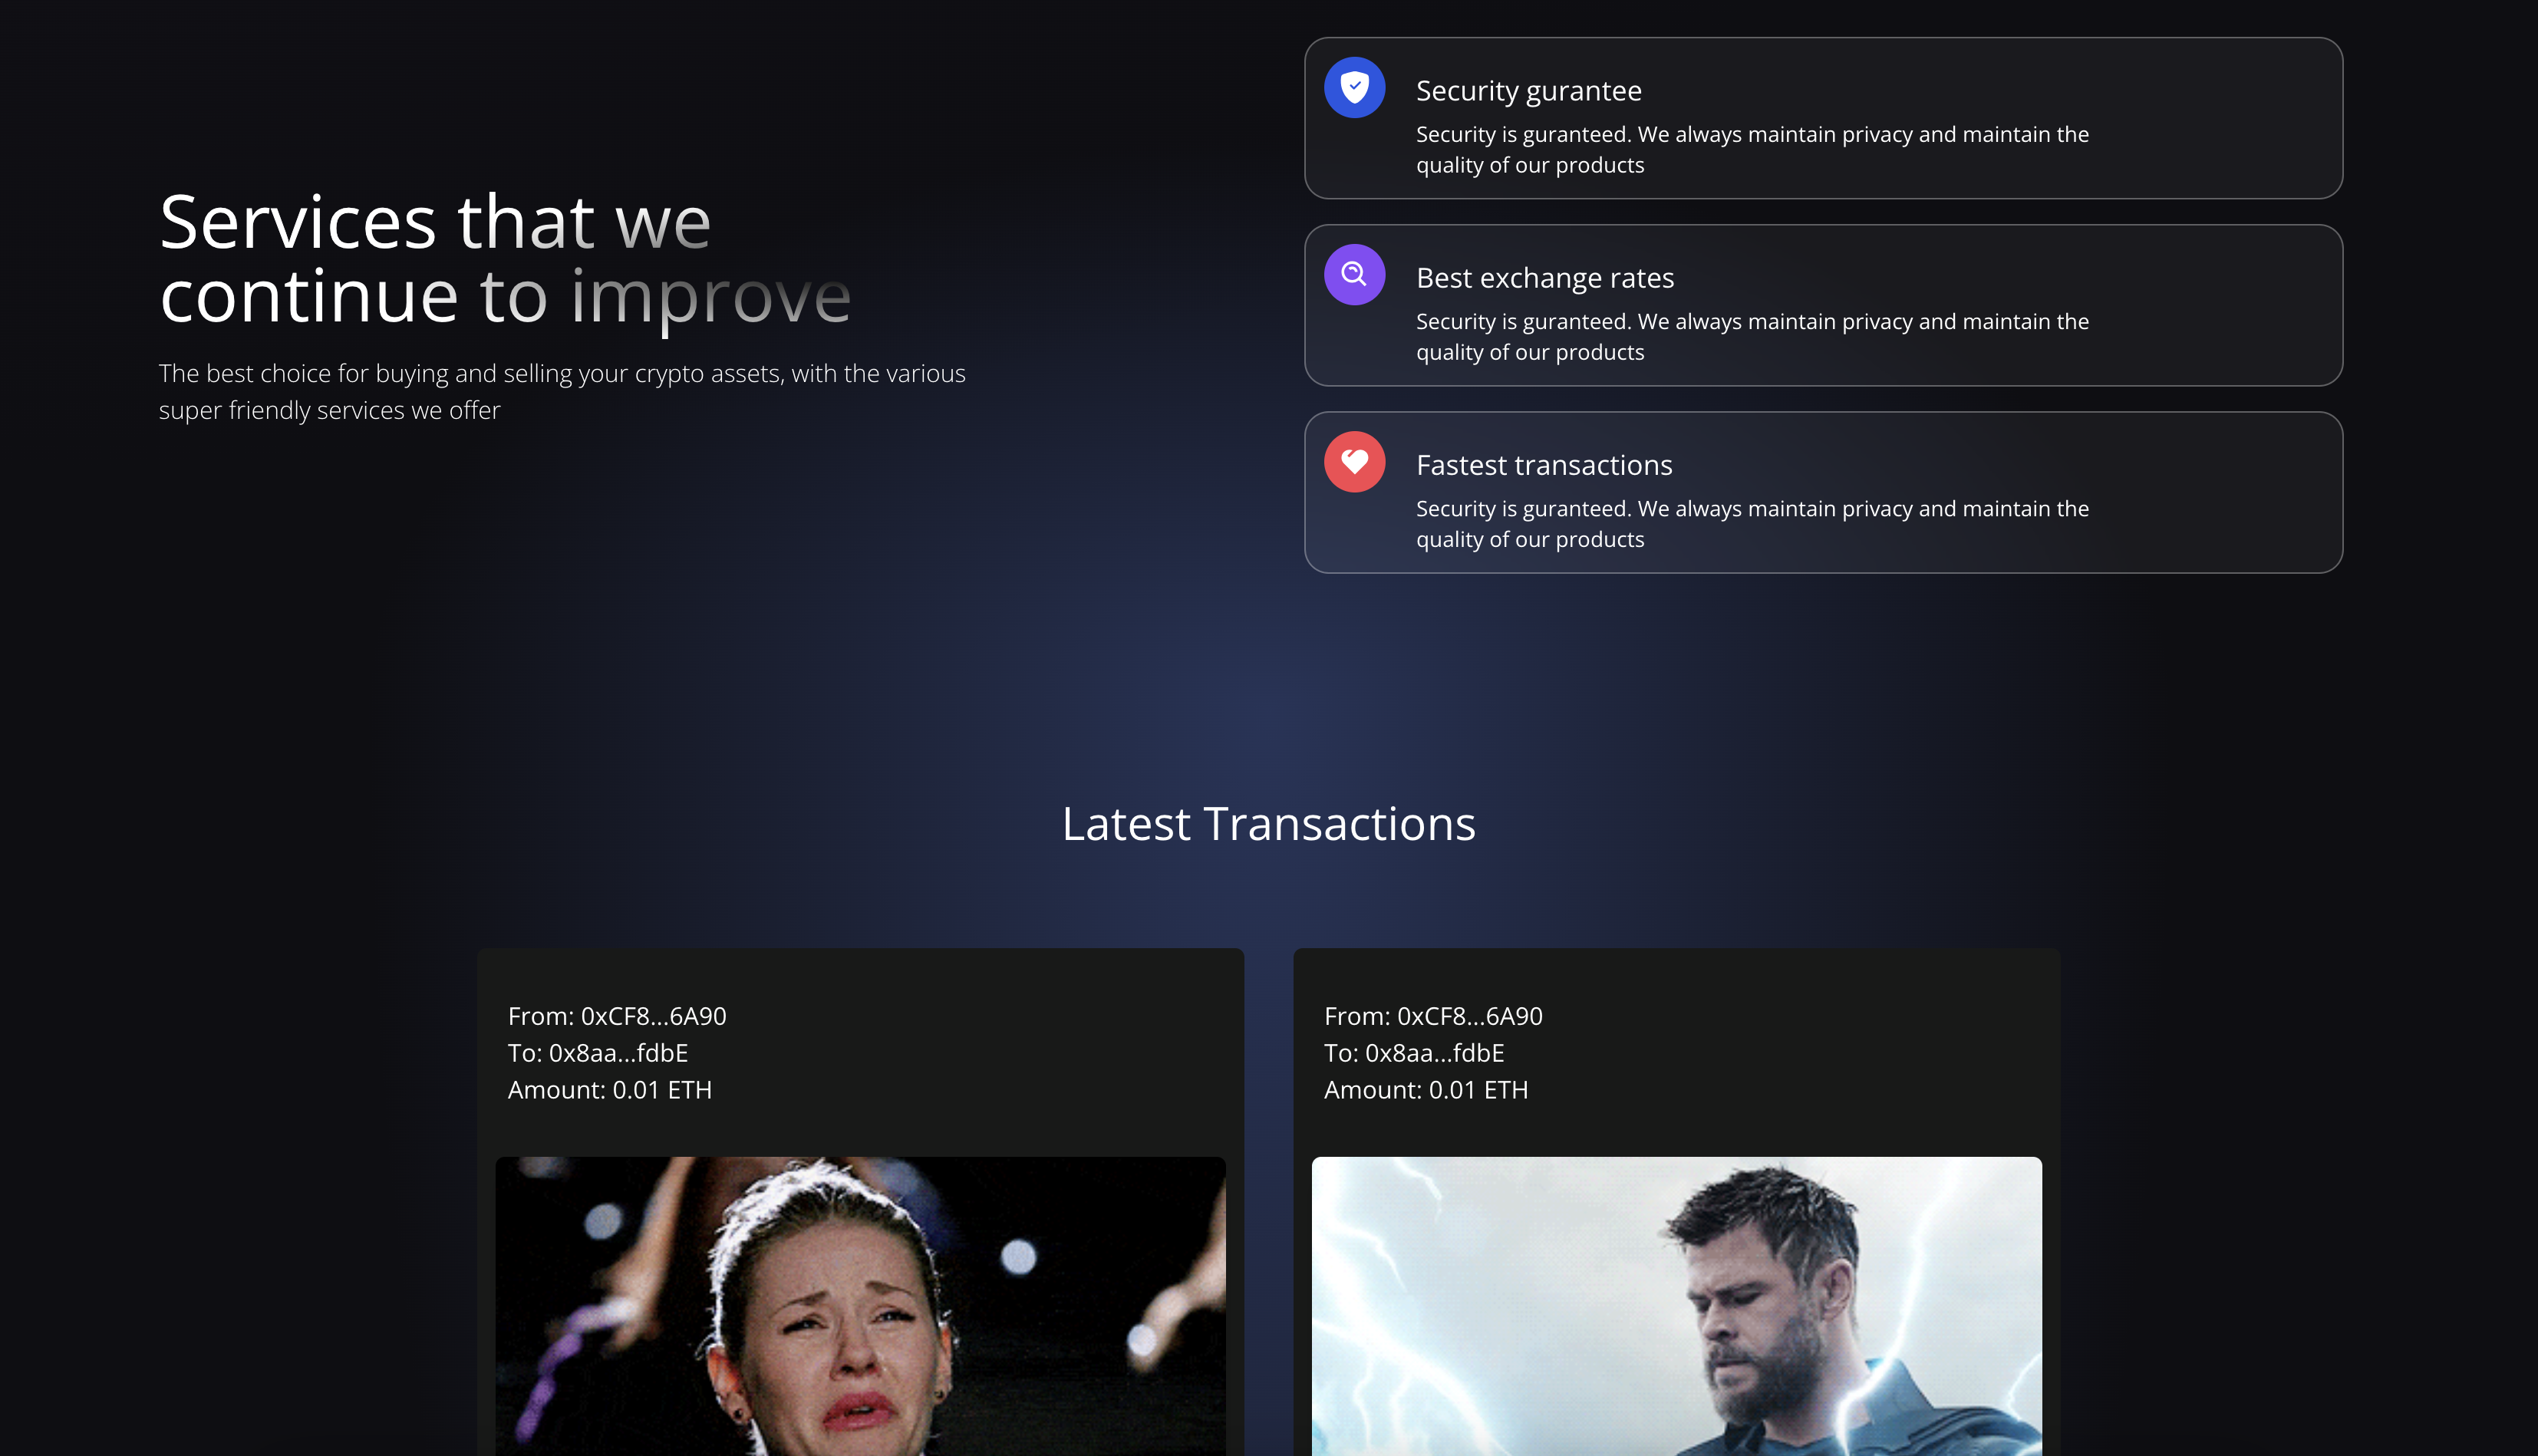 Services that we
continue to improve
The best choice for buying and selling your crypto assets, with the various
super friendly services we offer
Security gurantee
Security is guranteed. We always maintain privacy and maintain the
quality of our products
Best exchange rates
Security is guranteed. We always maintain privacy and maintain the
quality of our products
Fastest transactions
Security is guranteed. We always maintain privacy and maintain the
quality of our products
Latest Transactions
From: 0xCF8...6A90
To: 0x8aa...fdbE
Amount: 0.01 ETH
From: 0xCF8...6A90
To: 0x8aa...fdbE
Amount: 0.01 ETH